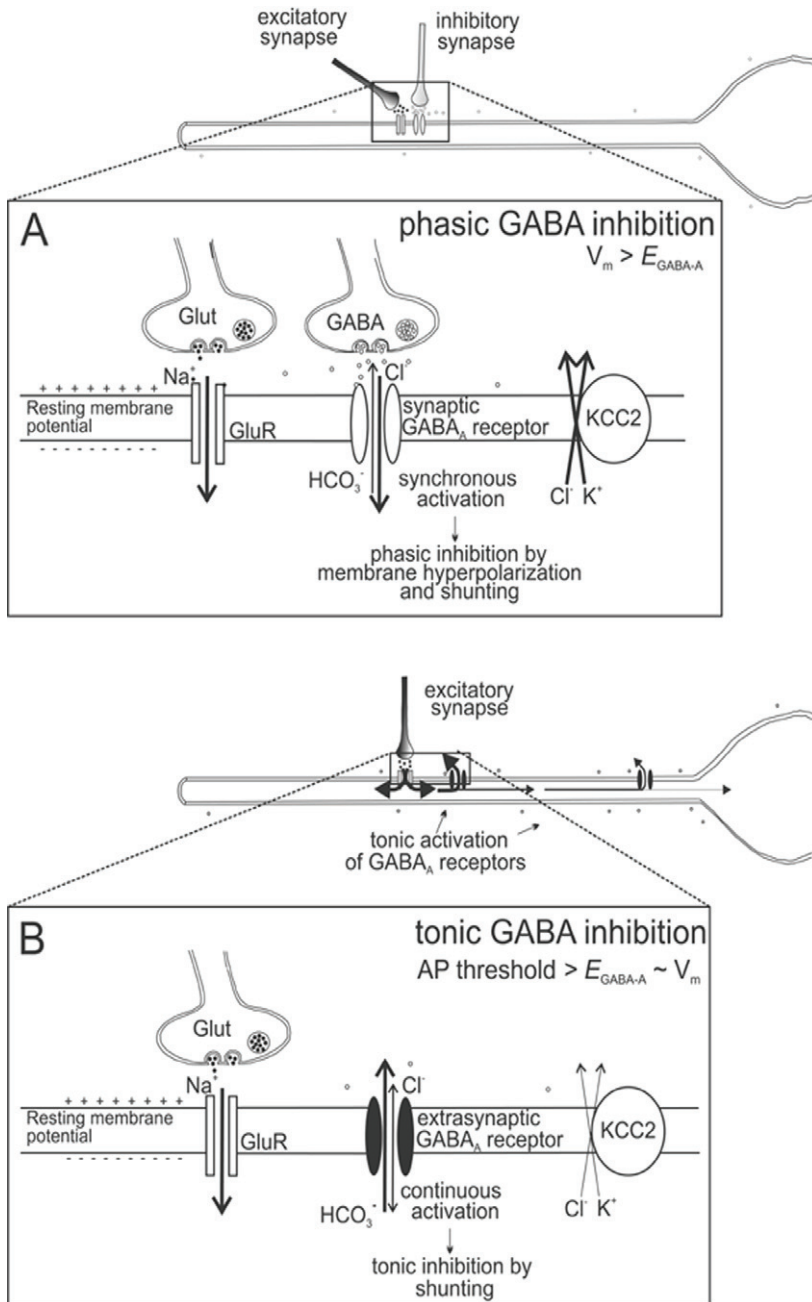 excitatory
synapse
inhibitory
synapse
A
phasic GABA inhibition
Vm > EGABA-A
Glut
GABA
Na+
Cl-
+ + + + + + + +
Resting membrane
potential
- - - - - - - -
GluR
synaptic
GABAA receptor
KCC2
HCO3-
synchronous
activation
Cl- K+
phasic inhibition by
membrane hyperpolarization
and shunting
excitatory
synapse
tonic activation
of GABAA receptors
B
tonic GABA inhibition
AP threshold > EGABA-A ~ Vm
Glut
Na+
Cl-
+ + + + + + + +
Resting membrane
potential
- - - - - - - -
GluR
extrasynaptic
GABAA receptor
KCC2
HCO3-
continuous
activation
Cl- K+
tonic inhibition by
shunting